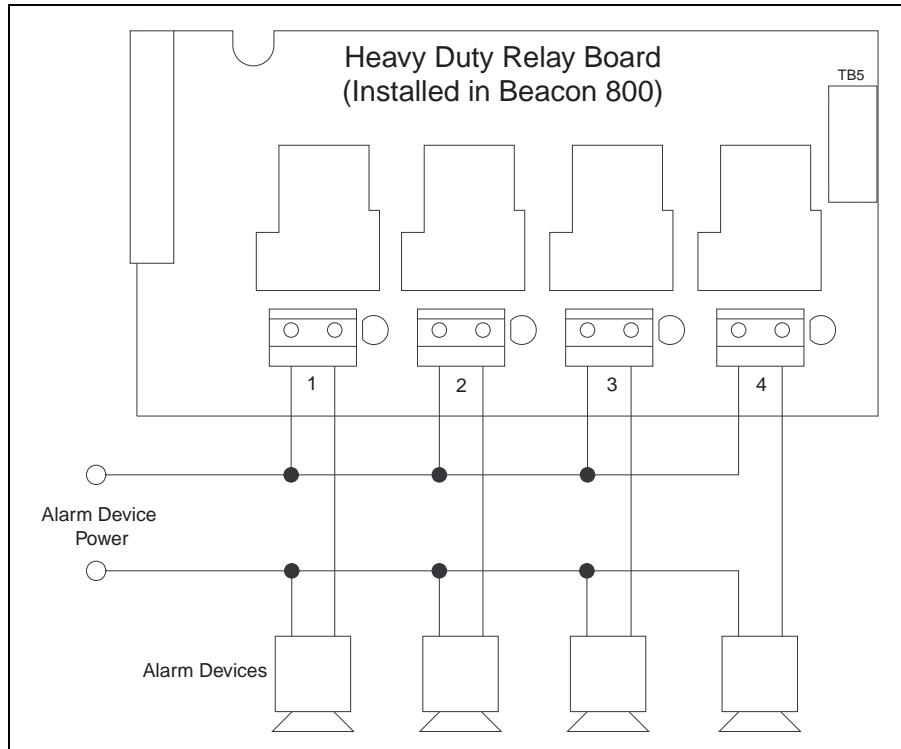 Heavy Duty Relay Board
(Installed in Beacon 800)
TB5
1
2
3
4
Alarm Device
Power
Alarm Devices